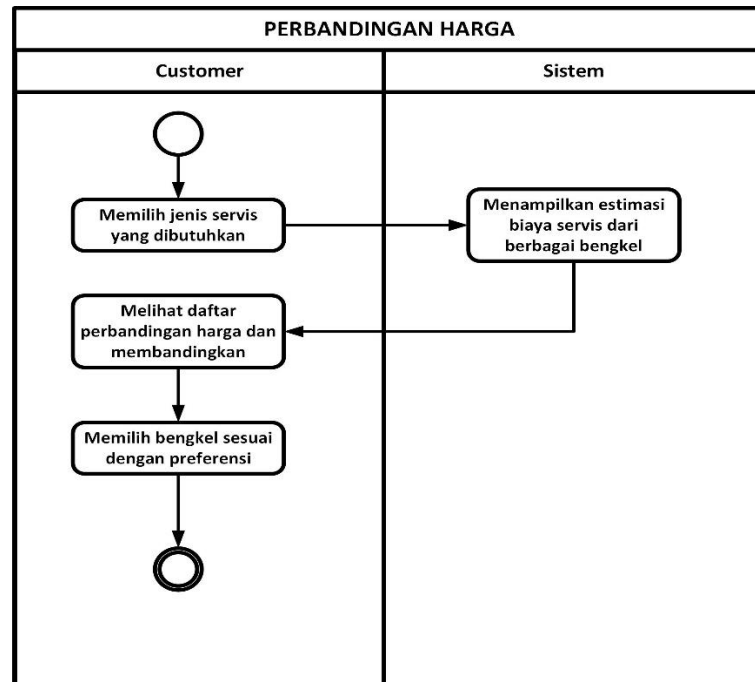 PERBANDINGAN HARGA
Customer
Sistem
Memilih jenis servis
yang dibutuhkan
Menampilkan estimasi
biaya servis dari
berbagai bengkel
Melihat daftar
perbandingan harga dan
membandingkan
Memilih bengkel sesuai
dengan preferensi